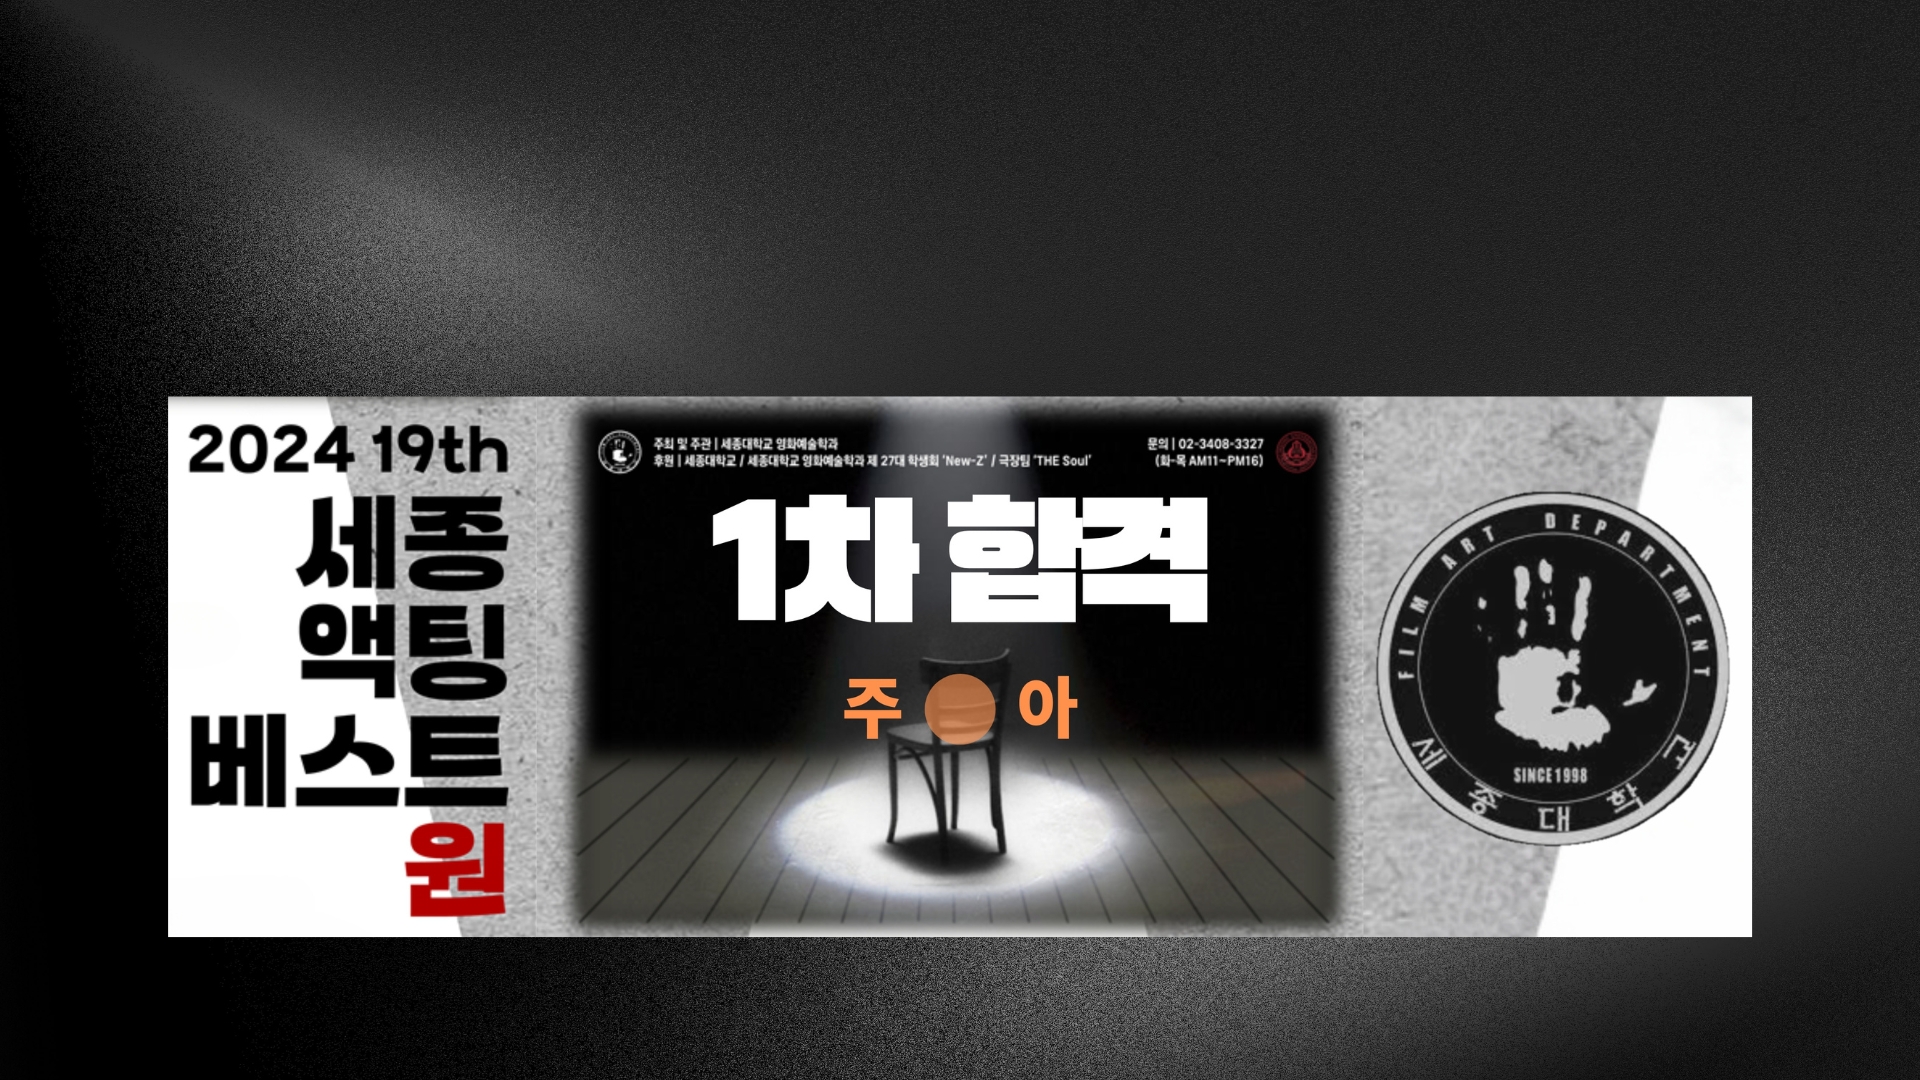 2024 19th
세종
액팅
베스트
원
주최 및 주관 | 세종대학교 영화예술학과
후원 | 세종대학교 / 세종대학교 영화예술학과 제 27대 학생회 'New-Z' / 극장팀 'THE Soul'
문의 | 02-3408-3327
(화-목 AM11~PM16)
1차 합격
주 아
FILM ART DEPARTMENT
SINCE 1998
세종대학교